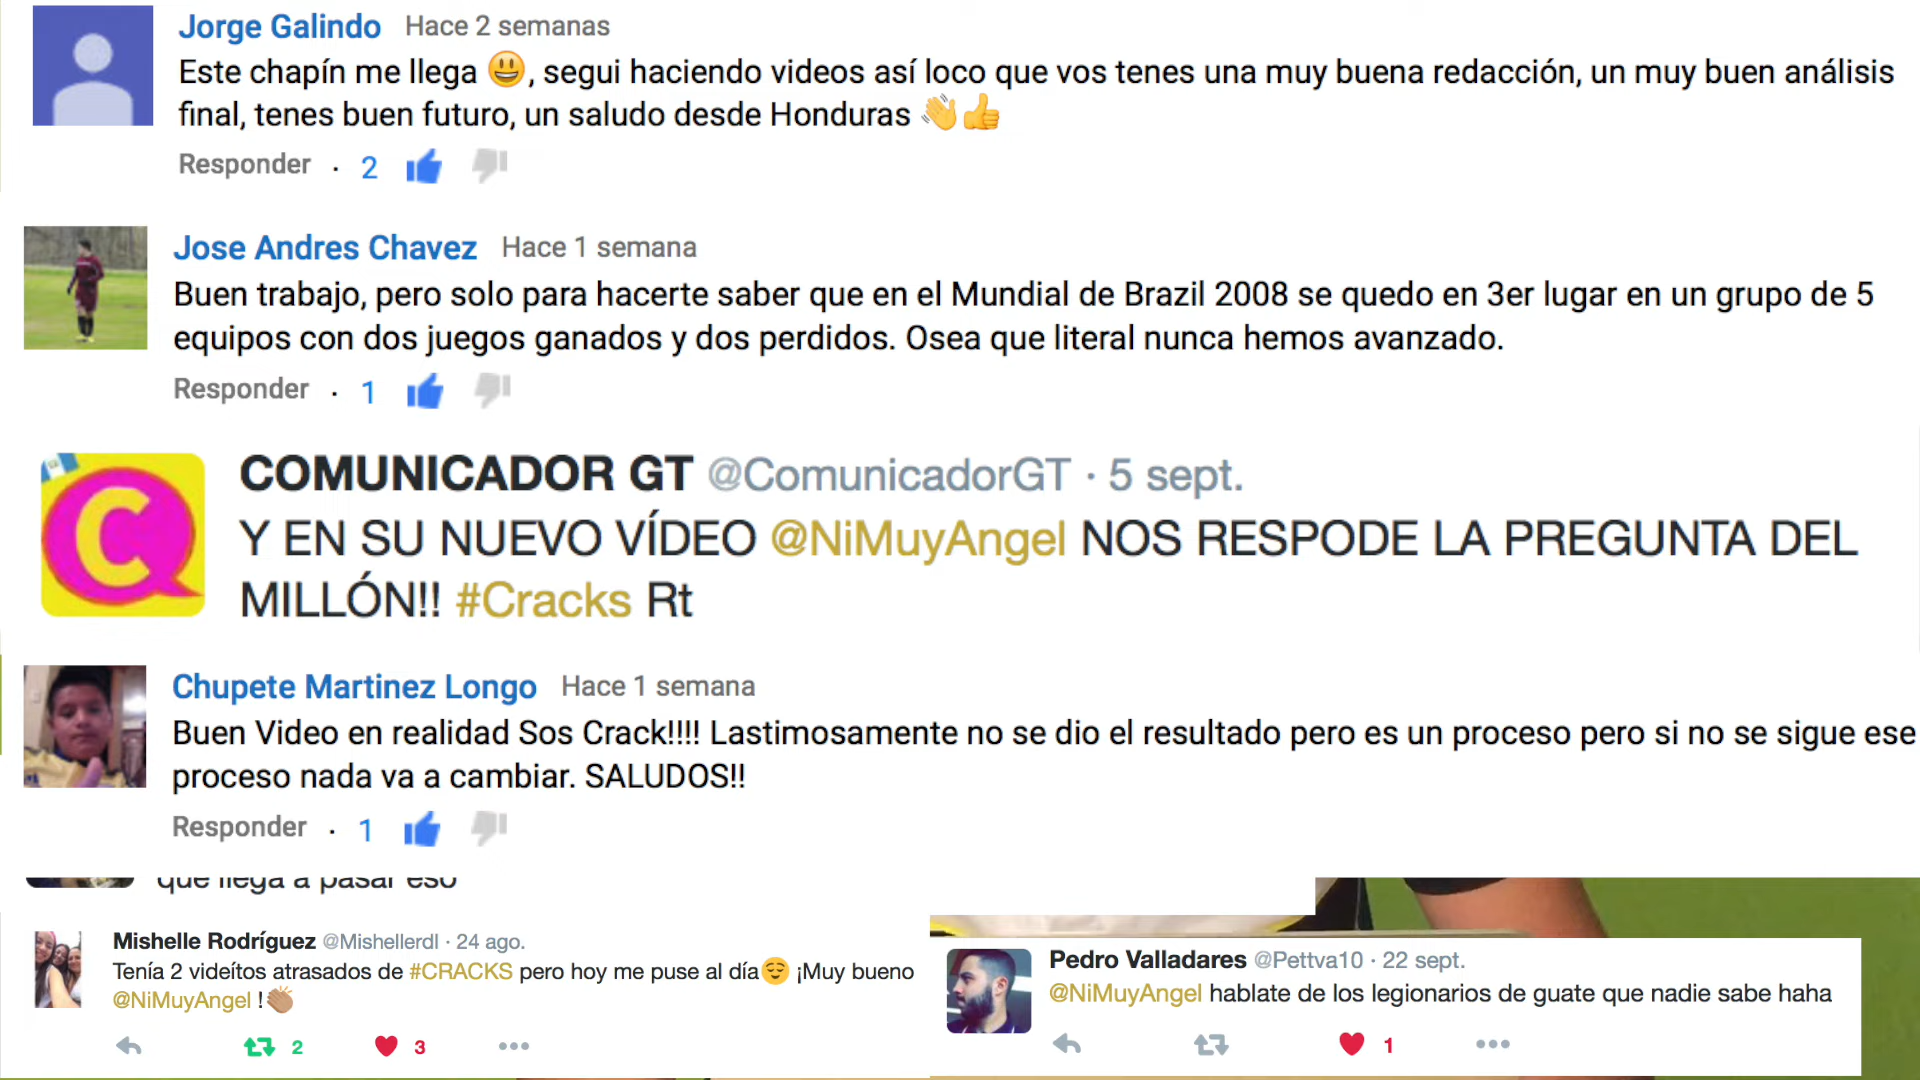 Jorge Galindo Hace 2 semanas
Este chapín me llega 😃, segui haciendo videos así loco que vos tenes una muy buena redacción, un muy buen análisis
final, tenes buen futuro, un saludo desde Honduras 👋👍
Responder · 2
Jose Andres Chavez Hace 1 semana
Buen trabajo, pero solo para hacerte saber que en el Mundial de Brazil 2008 se quedo en 3er lugar en un grupo de 5
equipos con dos juegos ganados y dos perdidos. Osea que literal nunca hemos avanzado.
Responder · 1
C
COMUNICADOR GT @ComunicadorGT · 5 sept.
Y EN SU NUEVO VÍDEO @NiMuyAngel NOS RESPODE LA PREGUNTA DEL
MILLÓN!! #Cracks Rt
Chupete Martinez Longo Hace 1 semana
Buen Video en realidad Sos Crack!!!! Lastimosamente no se dio el resultado pero es un proceso pero si no se sigue ese
proceso nada va a cambiar. SALUDOS!!
Responder · 1
que llega a pasar eso
Mishelle Rodríguez @Mishellerdl · 24 ago.
Tenía 2 videítos atrasados de #CRACKS pero hoy me puse al día😌 ¡Muy bueno
@NiMuyAngel !👏🏽
2 3
Pedro Valladares @Pettva10 · 22 sept.
@NiMuyAngel hablate de los legionarios de guate que nadie sabe haha
1